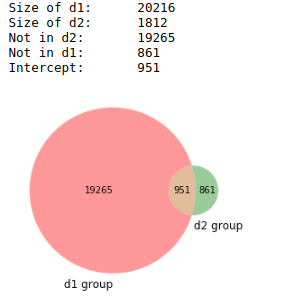 Size of d1: 20216
Size of d2: 1812
Not in d2: 19265
Not in d1: 861
Intercept: 951
19265 951 861
d2 group
d1 group